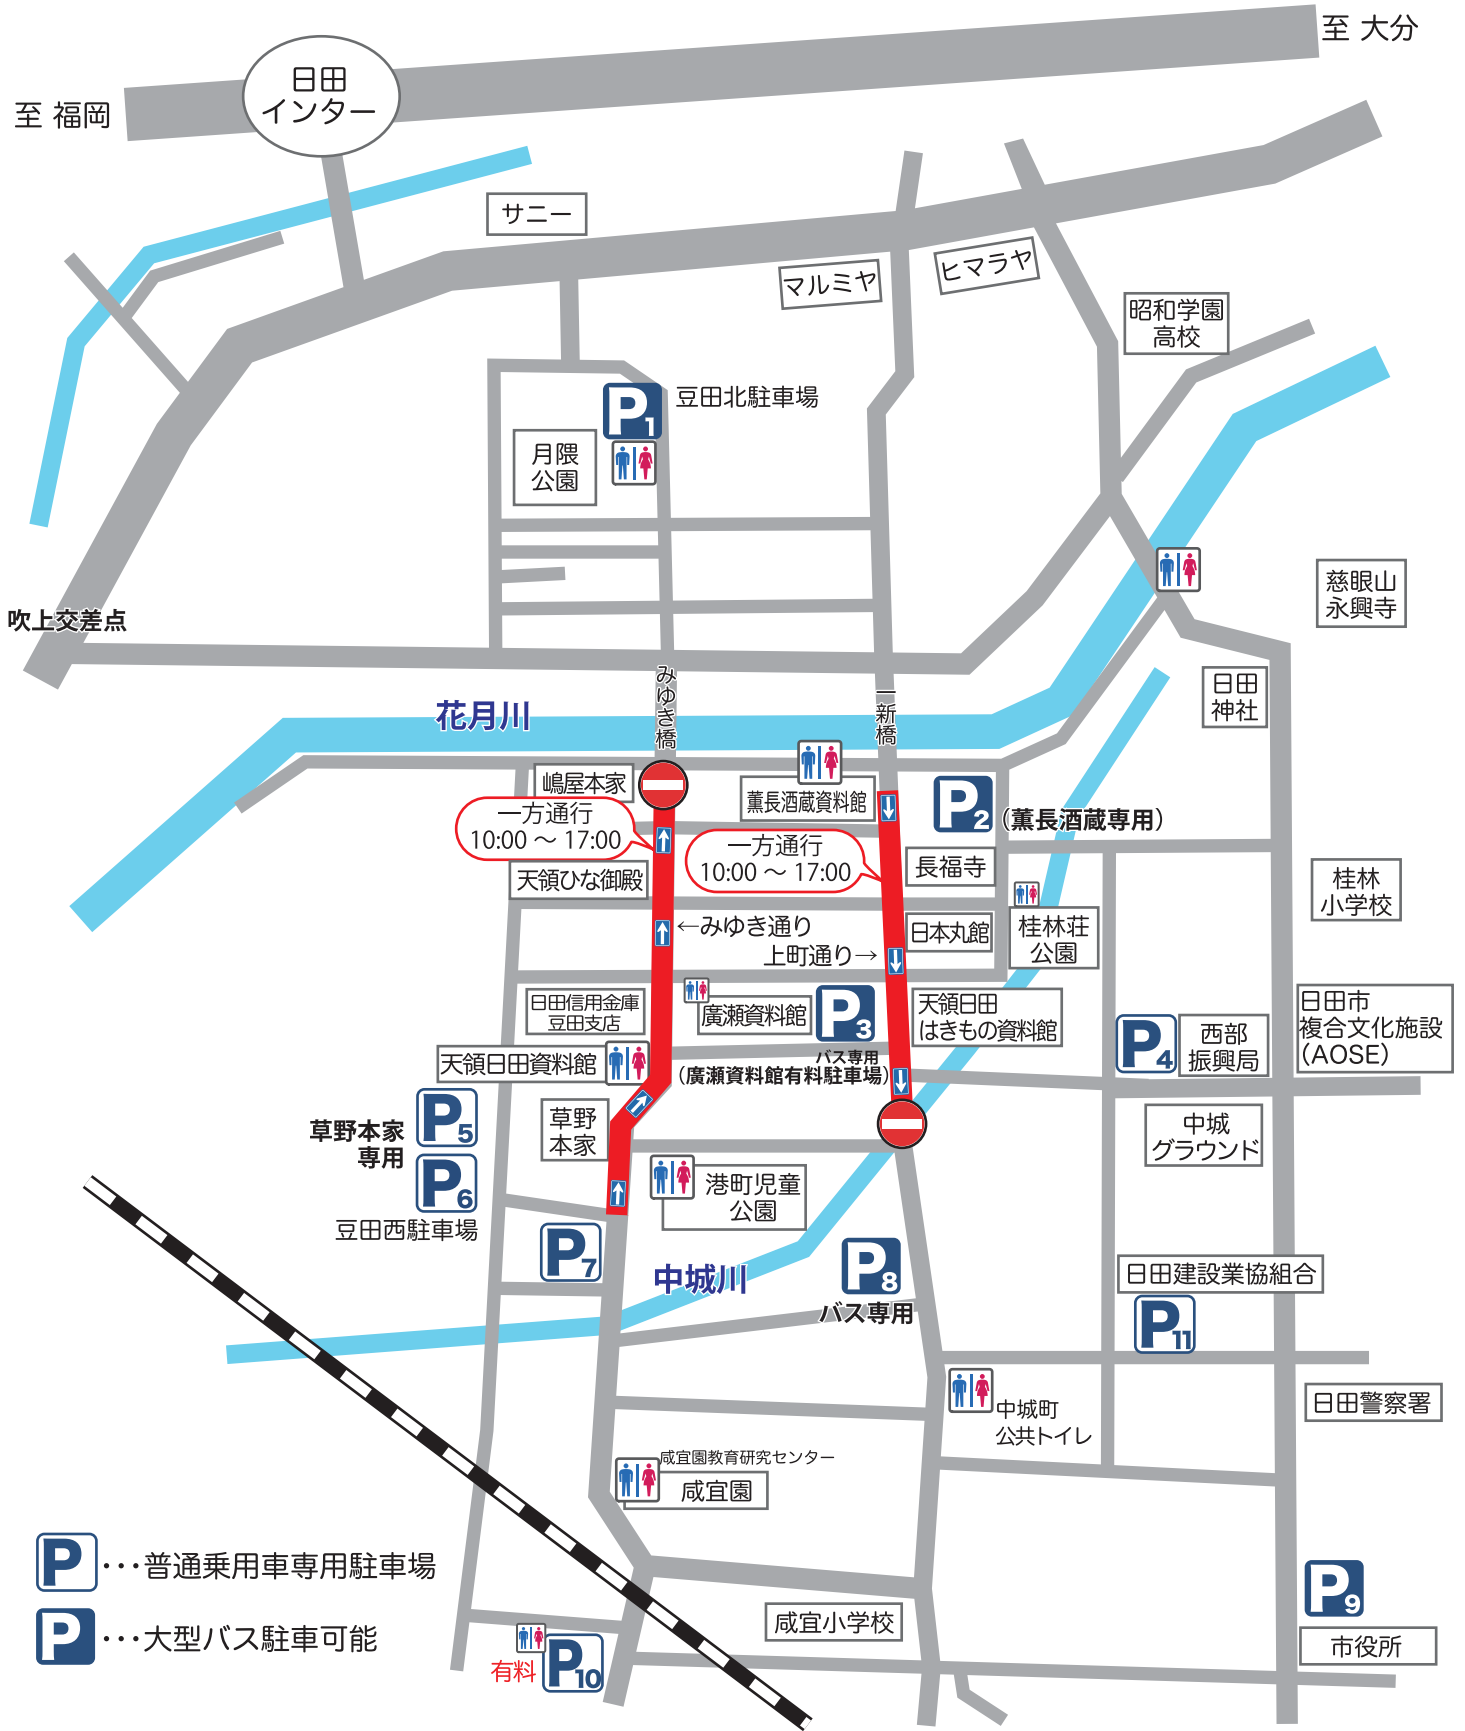 至 大分
日田
インター
至 福岡
サニー
マルミヤ
ヒマラヤ
昭和学園
高校
豆田北駐車場
P1
月隈
公園
吹上交差点
慈眼山
永興寺
日田
神社
みゆき橋
一新橋
花月川
嶋屋本家
薫長酒蔵資料館
P2
(薫長酒蔵専用)
一方通行
10:00 ～ 17:00
一方通行
10:00 ～ 17:00
長福寺
天領ひな御殿
桂林
小学校
←みゆき通り
上町通り→
日本丸館
桂林荘
公園
日田信用金庫
豆田支店
廣瀬資料館
P3
天領日田
はきもの資料館
日田市
複合文化施設
(AOSE)
P4
西部
振興局
天領日田資料館
バス専用
(廣瀬資料館有料駐車場)
草野本家
専用
P5
P6
豆田西駐車場
草野
本家
中城
グラウンド
港町児童
公園
P7
中城川
P8
バス専用
日田建設業協組合
P11
中城町
公共トイレ
日田警察署
咸宜園教育研究センター
咸宜園
P･･･普通乗用車専用駐車場
P･･･大型バス駐車可能
咸宜小学校
P9
市役所
有料
P10